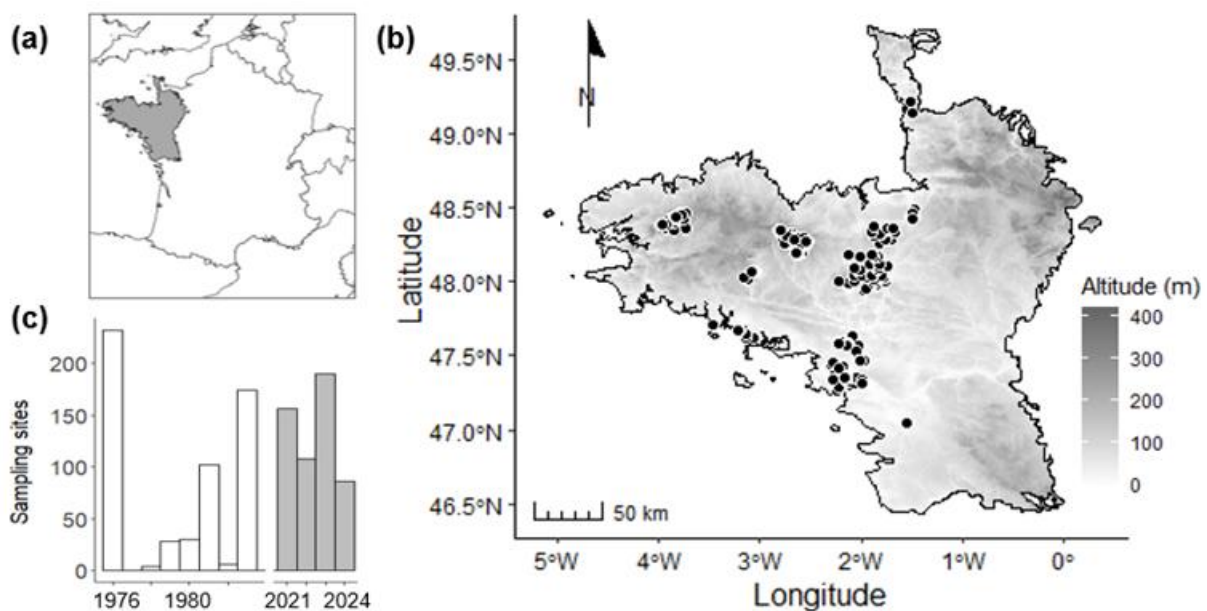 (a)
(b)
N
49.5°N
49.0°N
48.5°N
48.0°N
47.5°N
47.0°N
46.5°N
Latitude
5°W
4°W
3°W
2°W
1°W
0°
Longitude
50 km
Altitude (m)
400
300
200
100
0
(c)
Sampling sites
200
150
100
50
0
1976
1980
2021
2024